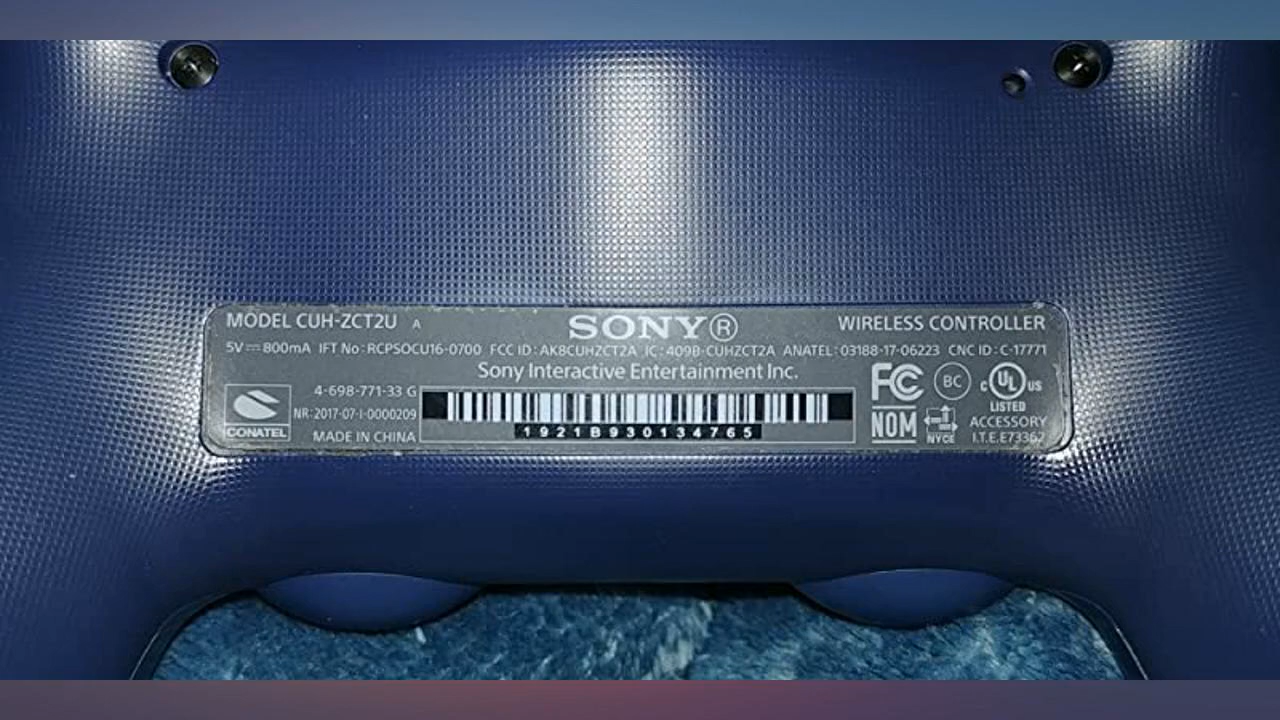 MODEL CUH-ZCT2U A
SONY®
WIRELESS CONTROLLER
5V⎓800mA IFT No:RCPSOCU16-0700 FCC ID:AK8CUHZCT2A IC:409B-CUHZCT2A ANATEL:03188-17-06223 CNC ID:C-17771
Sony Interactive Entertainment Inc.
4-698-771-33 G
NR:2017-07-I-0000209
CONATEL
MADE IN CHINA
1921B930134765
FC
BC
c UL US
LISTED
NOM
NYCE
ACCESSORY
I.T.E.E73362